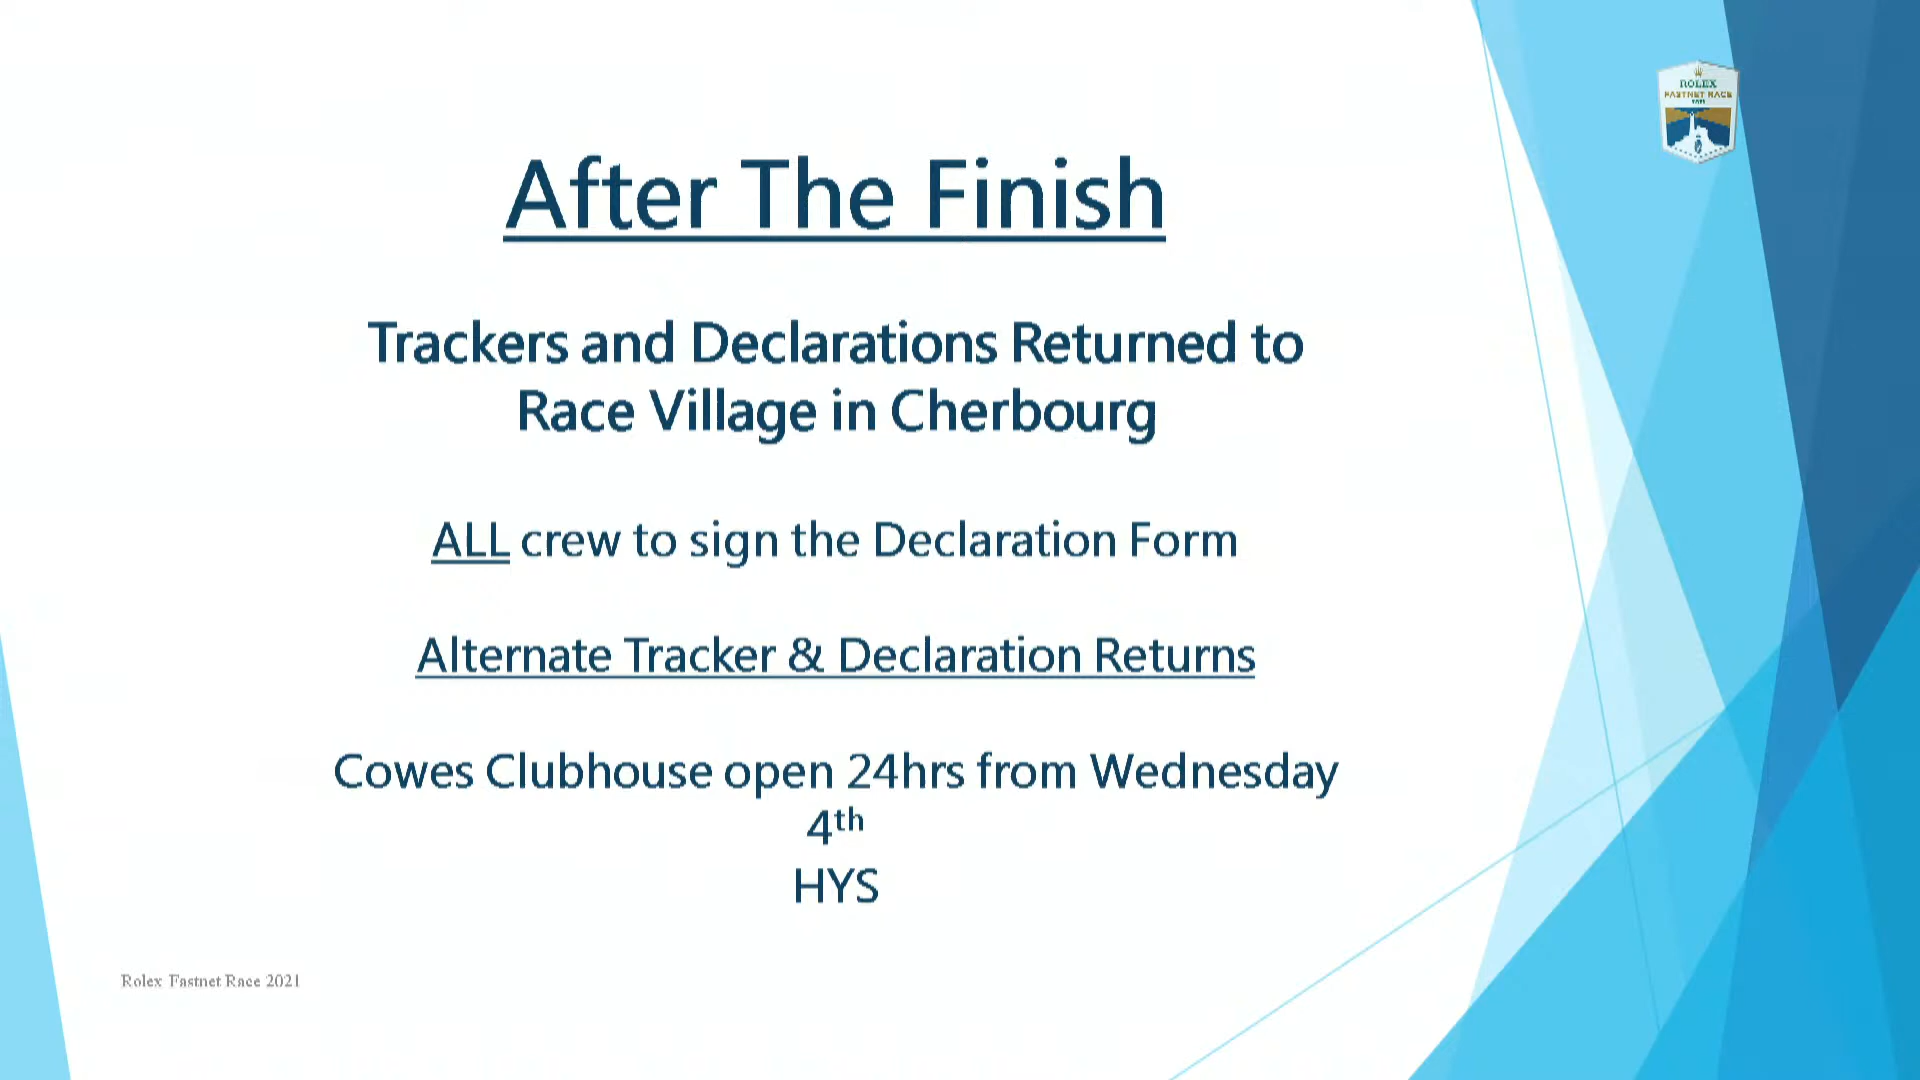 ROLEX
FASTNET RACE
After The Finish
Trackers and Declarations Returned to
Race Village in Cherbourg
ALL crew to sign the Declaration Form
Alternate Tracker & Declaration Returns
Cowes Clubhouse open 24hrs from Wednesday
4th
HYS
Rolex Fastnet Race 2021